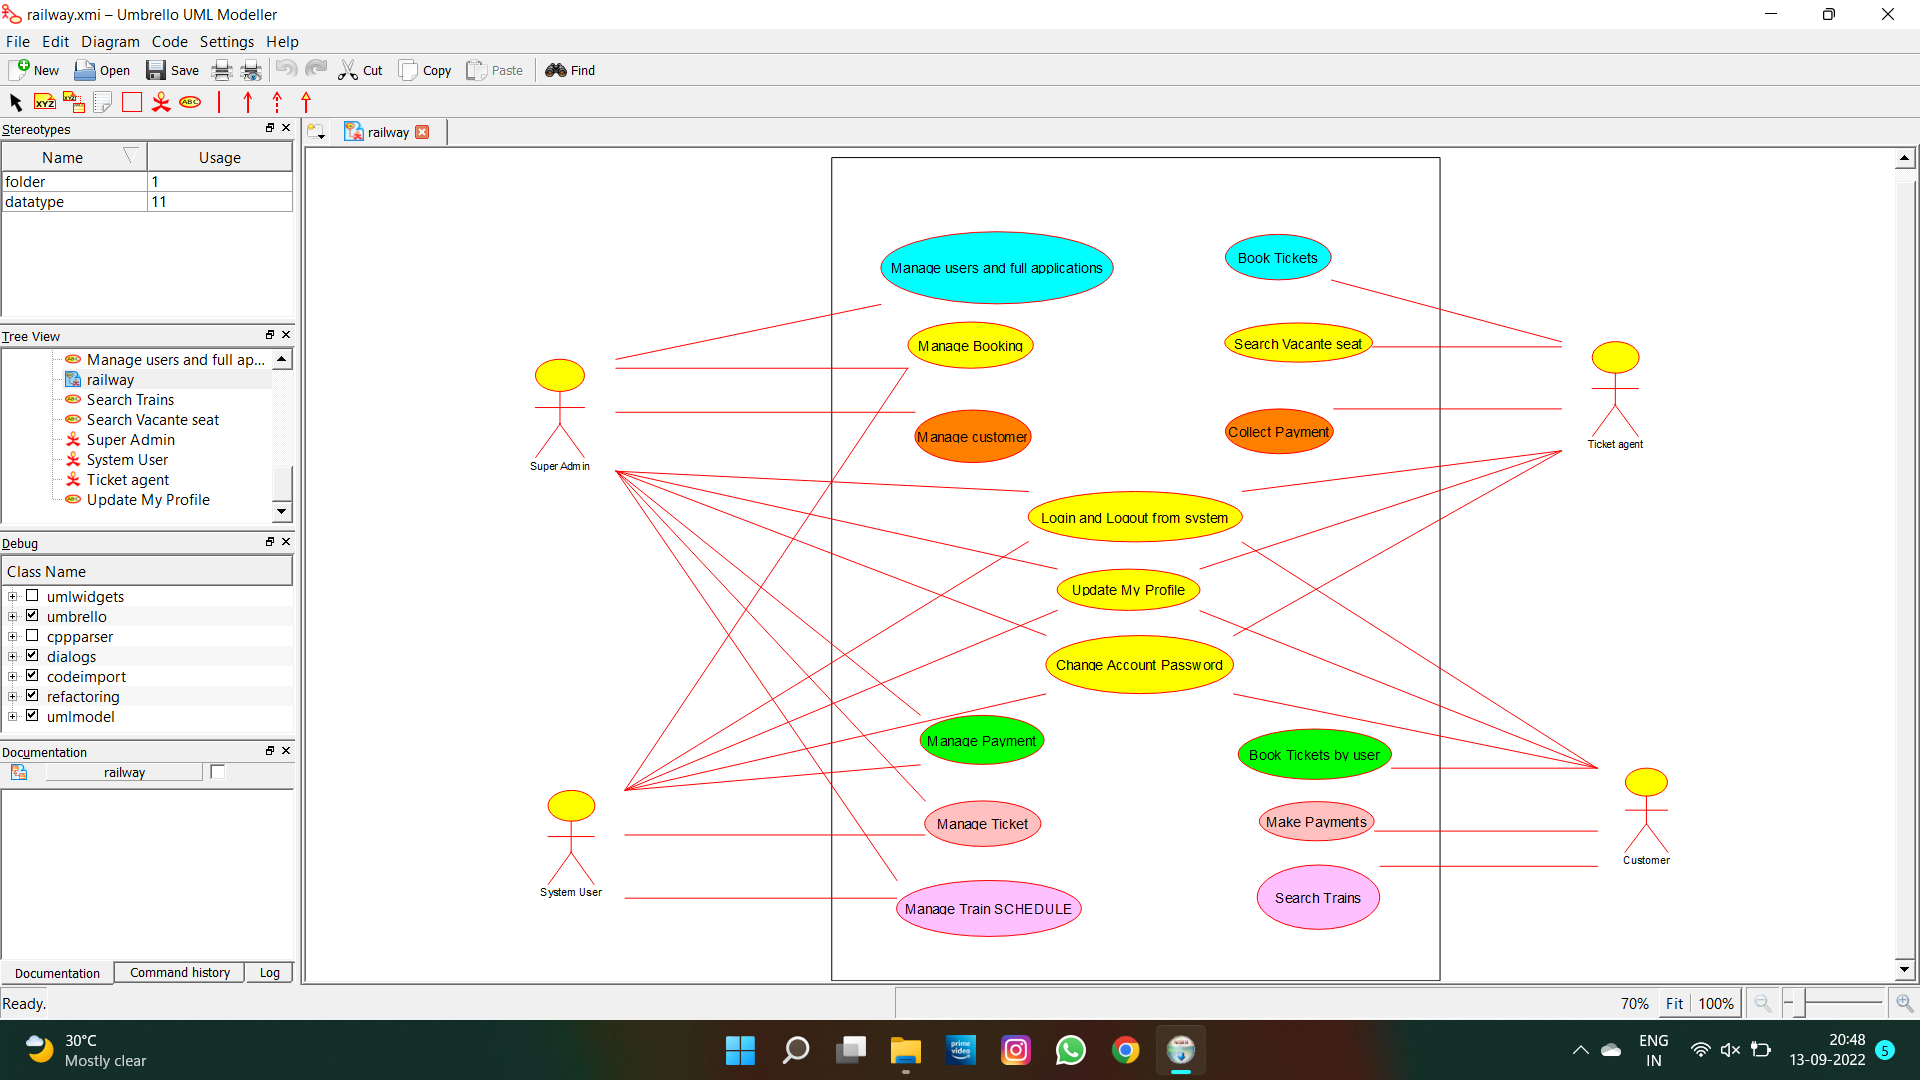 railway.xmi – Umbrello UML Modeller
File Edit Diagram Code Settings Help
New Open Save Cut Copy Paste Find
XYZ XYZ ABC
Stereotypes
railway
Name Usage
folder 1
datatype 11
Tree View
Manage users and full ap...
railway
Search Trains
Search Vacante seat
Super Admin
System User
Ticket agent
Update My Profile
Debug
Class Name
umlwidgets
umbrello
cppparser
dialogs
codeimport
refactoring
umlmodel
Documentation
railway
Documentation Command history Log
Manage users and full applications
Book Tickets
Manage Booking
Search Vacante seat
Manage customer
Collect Payment
Super Admin
Ticket agent
Login and Logout from system
Update My Profile
Change Account Password
Manage Payment
Book Tickets by user
Manage Ticket
Make Payments
System User
Customer
Manage Train SCHEDULE
Search Trains
Ready.
70% Fit 100%
30°C
Mostly clear
prime video
ENG
IN
20:48
13-09-2022
5